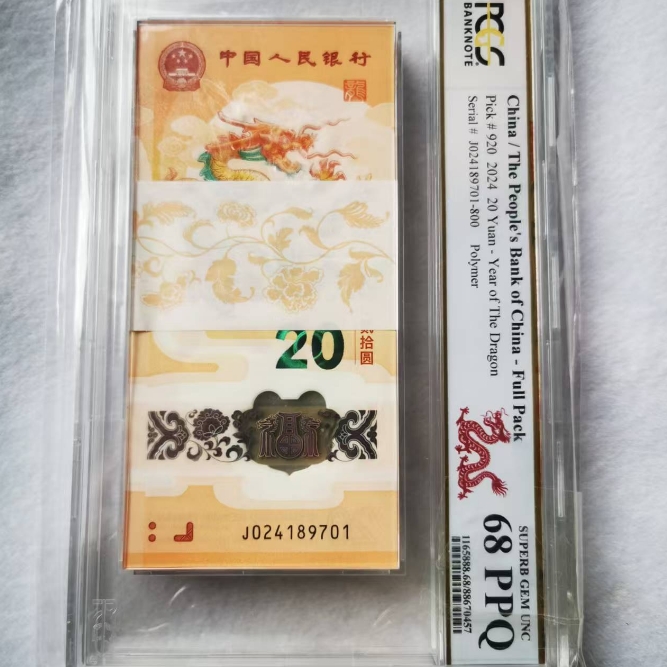 中国人民银行
龍
20
贰拾圆
J024189701
PCGS
BANKNOTE
China / The People's Bank of China - Full Pack
Pick # 920 2024 20 Yuan - Year of The Dragon
Serial # J024189701-800 Polymer
SUPERB GEM UNC
68 PPQ
1165888.68/88670457